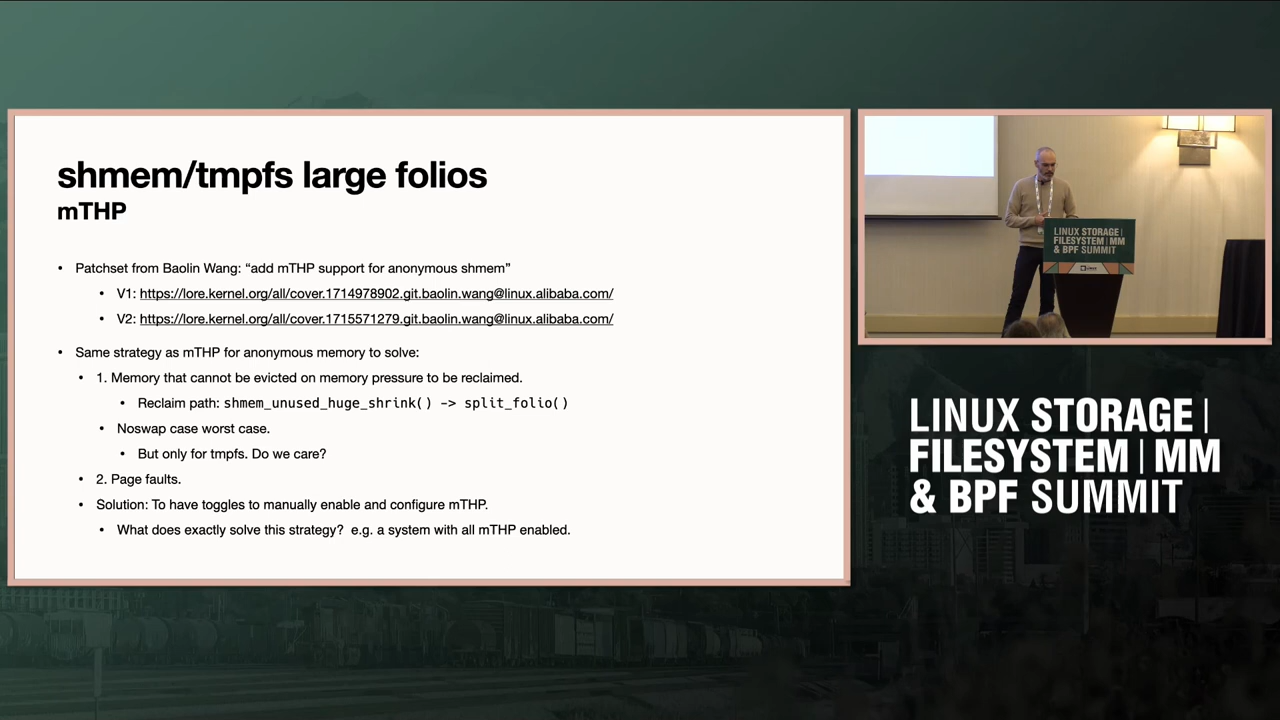 shmem/tmpfs large folios
mTHP
• Patchset from Baolin Wang: “add mTHP support for anonymous shmem”
• V1: https://lore.kernel.org/all/cover.1714978902.git.baolin.wang@linux.alibaba.com/
• V2: https://lore.kernel.org/all/cover.1715571279.git.baolin.wang@linux.alibaba.com/
• Same strategy as mTHP for anonymous memory to solve:
• 1. Memory that cannot be evicted on memory pressure to be reclaimed.
• Reclaim path: shmem_unused_huge_shrink() -> split_folio()
• Noswap case worst case.
• But only for tmpfs. Do we care?
• 2. Page faults.
• Solution: To have toggles to manually enable and configure mTHP.
• What does exactly solve this strategy? e.g. a system with all mTHP enabled.
LINUX STORAGE |
FILESYSTEM | MM
& BPF SUMMIT
LINUX STORAGE |
FILESYSTEM | MM
& BPF SUMMIT